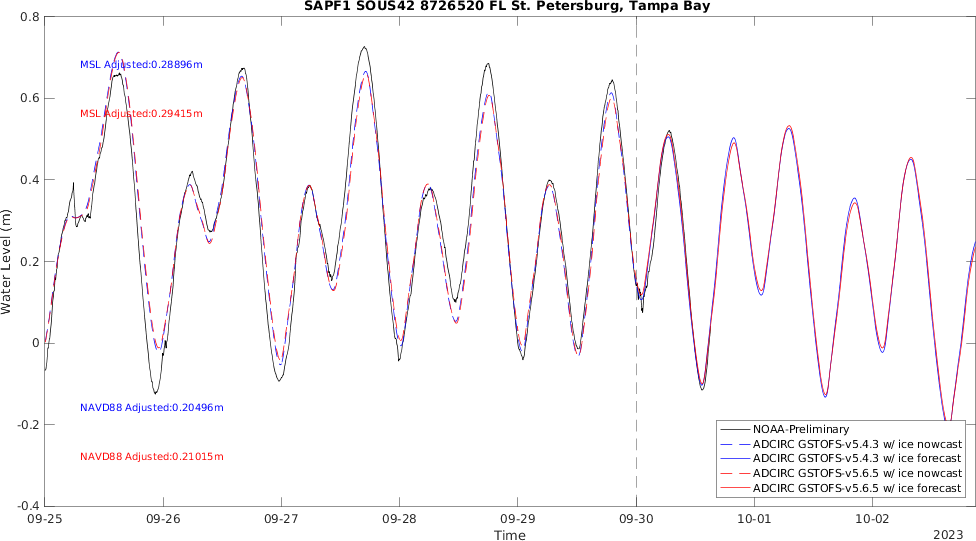 SAPF1 SOUS42 8726520 FL St. Petersburg, Tampa Bay
0.8
0.6
0.4
0.2
0
-0.2
-0.4
Water Level (m)
MSL Adjusted:0.28896m
MSL Adjusted:0.29415m
NAVD88 Adjusted:0.20496m
NAVD88 Adjusted:0.21015m
NOAA-Preliminary
ADCIRC GSTOFS-v5.4.3 w/ ice nowcast
ADCIRC GSTOFS-v5.4.3 w/ ice forecast
ADCIRC GSTOFS-v5.6.5 w/ ice nowcast
ADCIRC GSTOFS-v5.6.5 w/ ice forecast
09-25 09-26 09-27 09-28 09-29 09-30 10-01 10-02
Time
2023